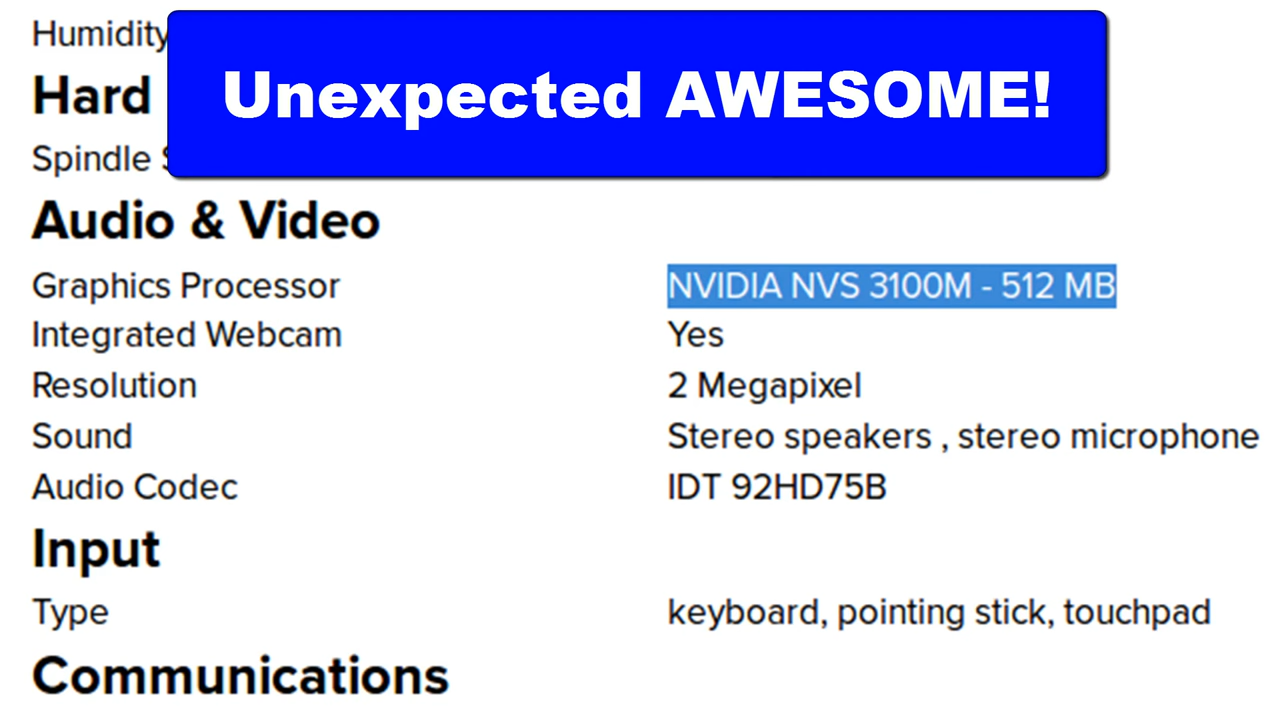 Humidity
Unexpected AWESOME!
Hard
Spindle
Audio & Video
Graphics Processor NVIDIA NVS 3100M - 512 MB
Integrated Webcam Yes
Resolution 2 Megapixel
Sound Stereo speakers , stereo microphone
Audio Codec IDT 92HD75B
Input
Type keyboard, pointing stick, touchpad
Communications